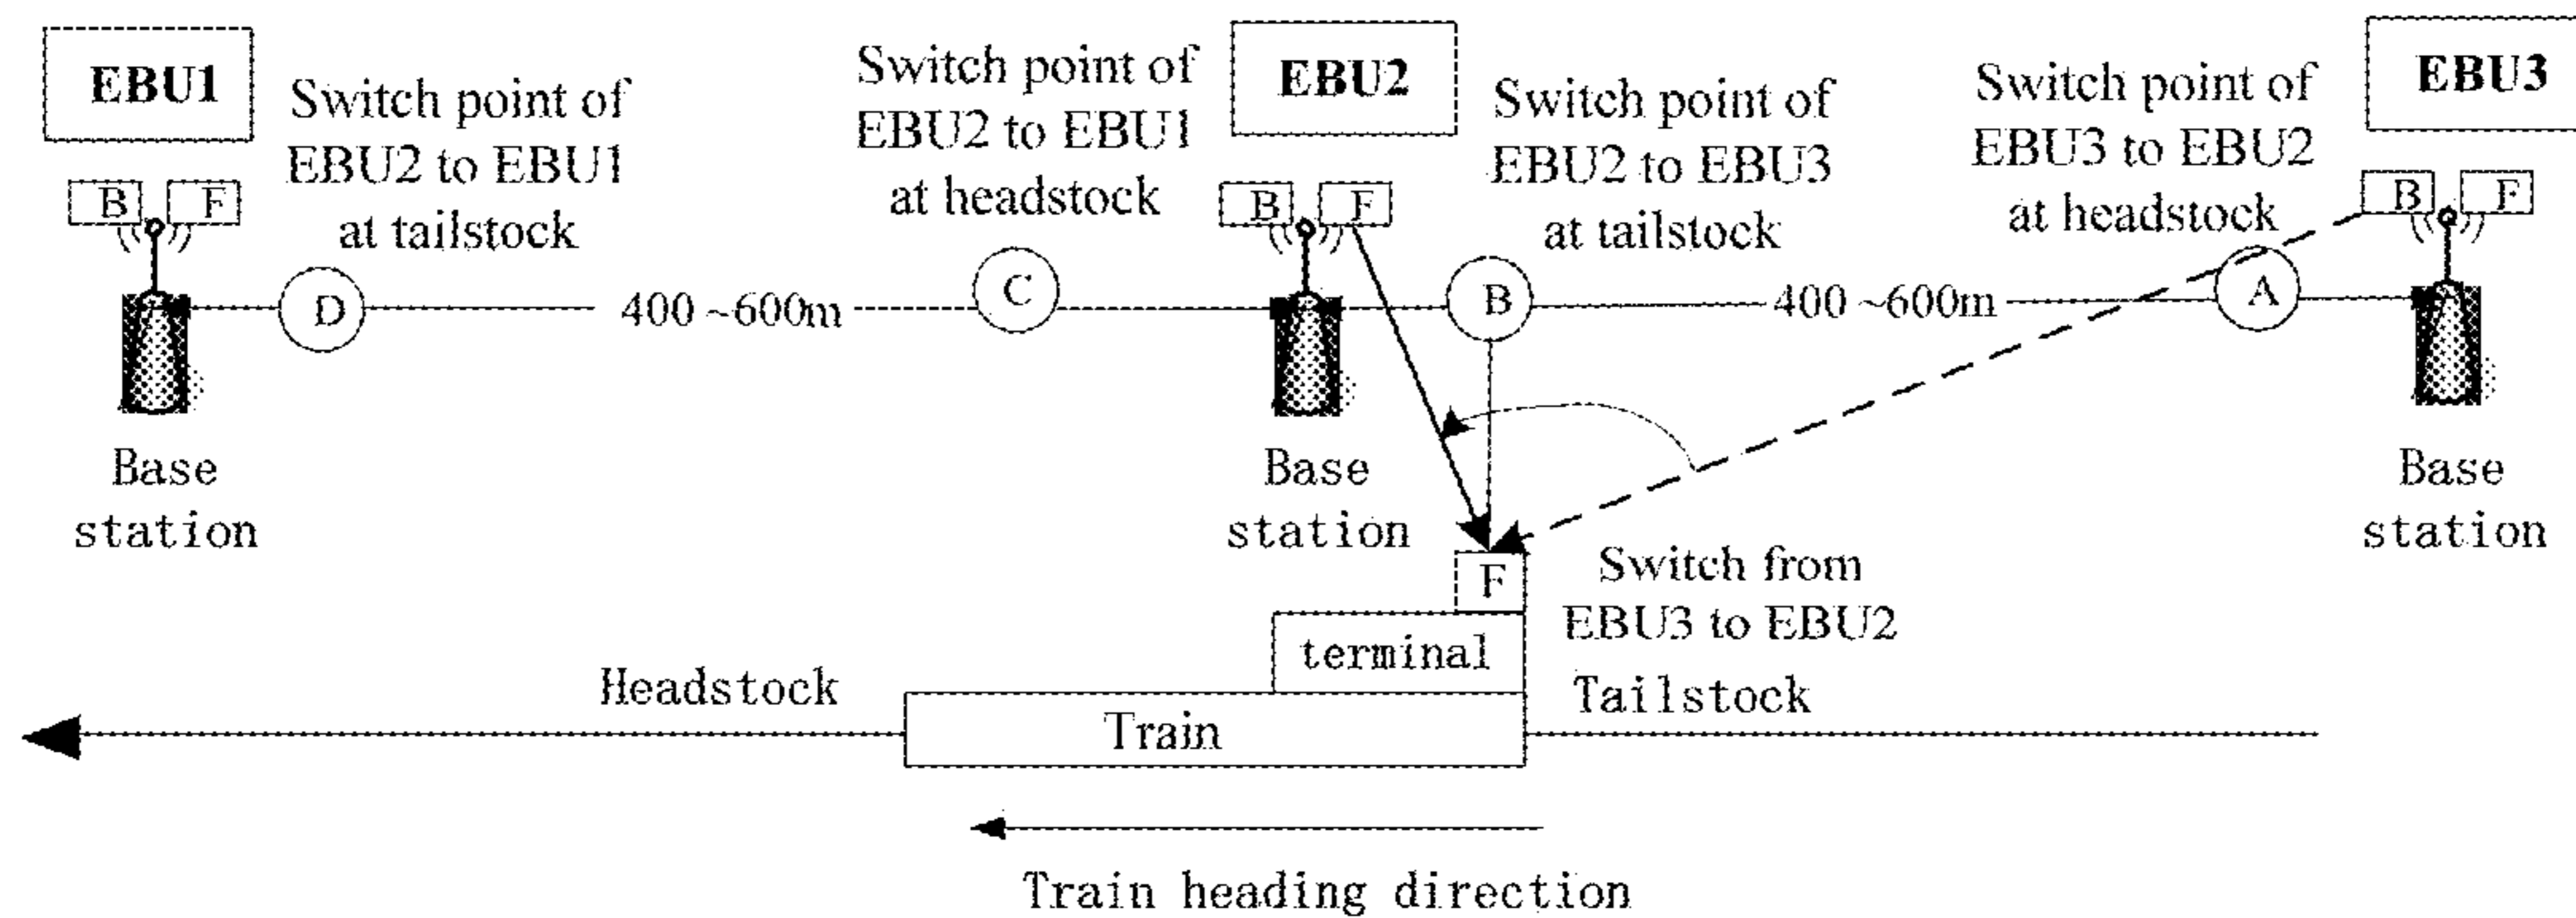 EBU1
Switch point of
EBU2 to EBU1
at tailstock
Switch point of
EBU2 to EBU1
at headstock
EBU2
Switch point of
EBU2 to EBU3
at tailstock
Switch point of
EBU3 to EBU2
at headstock
EBU3
B F
B F
B F
D
400 ~600m
C
B
400 ~600m
A
Base
station
Base
station
Base
station
F
Switch from
EBU3 to EBU2
terminal
Headstock
Tailstock
Train
Train heading direction